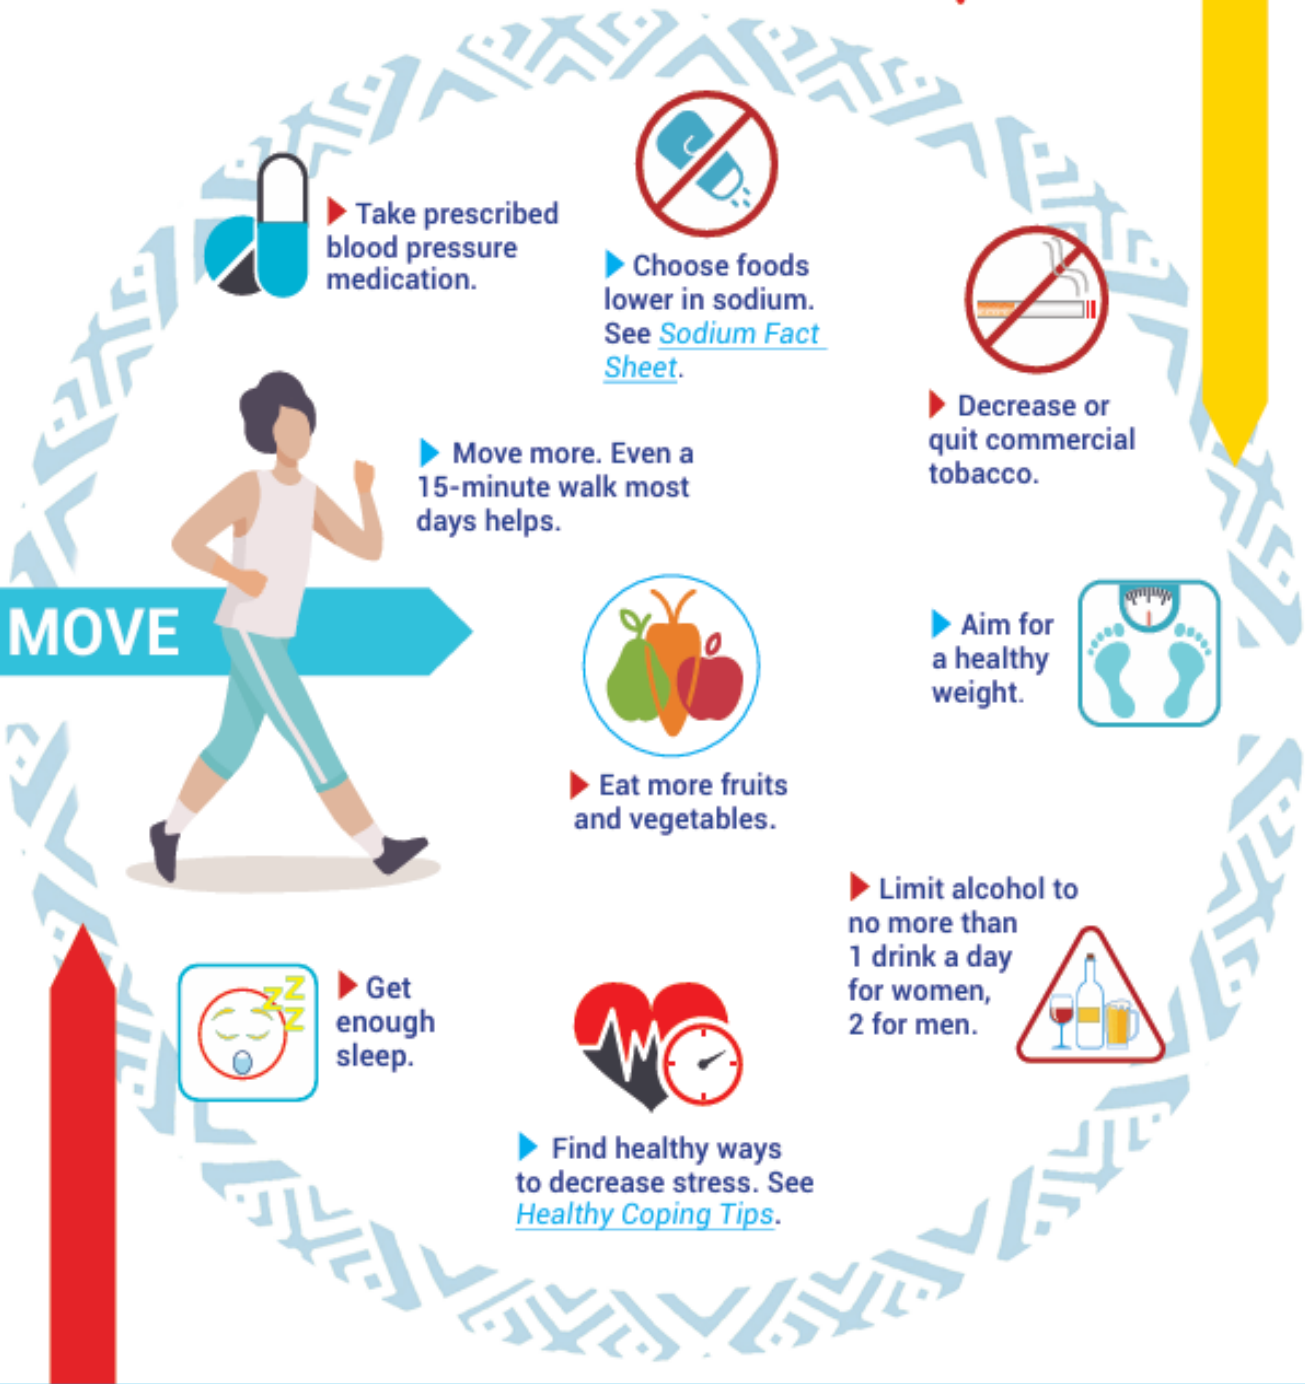 Take prescribed
blood pressure
medication.
Choose foods
lower in sodium.
See Sodium Fact
Sheet.
Decrease or
quit commercial
tobacco.
Move more. Even a
15-minute walk most
days helps.
MOVE
Aim for
a healthy
weight.
Eat more fruits
and vegetables.
Limit alcohol to
no more than
1 drink a day
for women,
2 for men.
zz
z
Get
enough
sleep.
Find healthy ways
to decrease stress. See
Healthy Coping Tips.